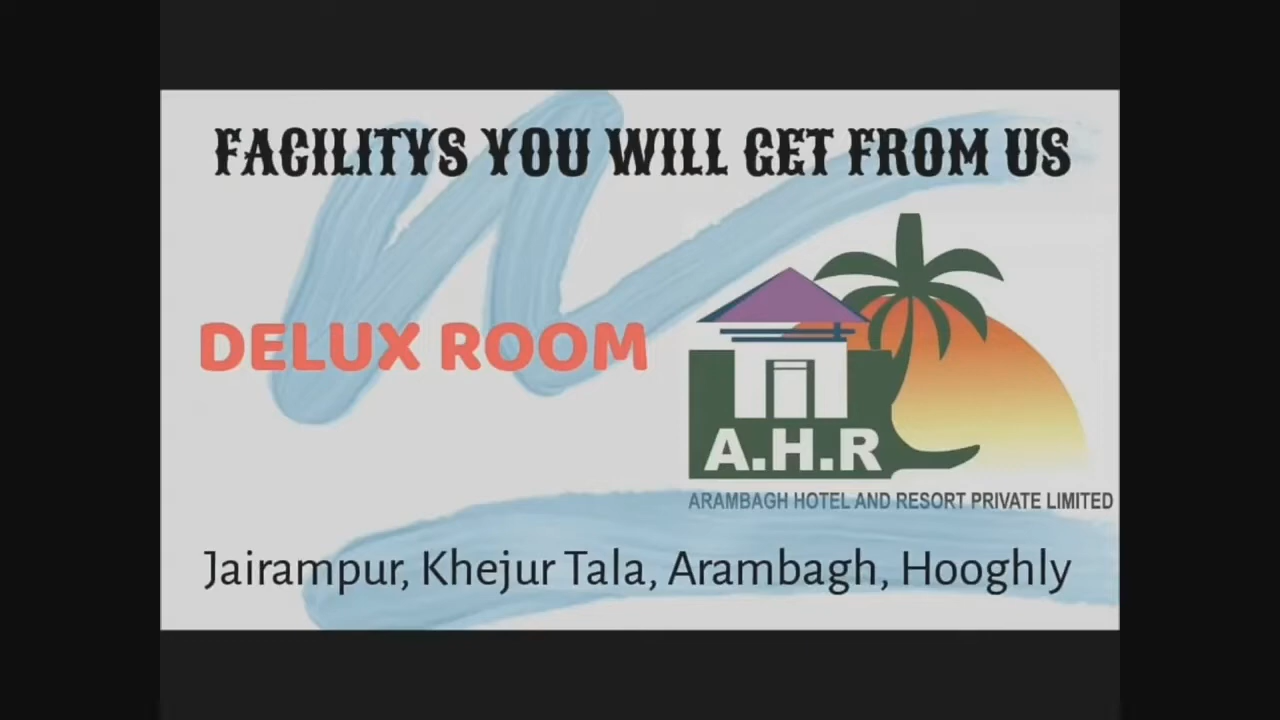 FACILITYS YOU WILL GET FROM US
DELUX ROOM
A.H.R
ARAMBAGH HOTEL AND RESORT PRIVATE LIMITED
Jairampur, Khejur Tala, Arambagh, Hooghly